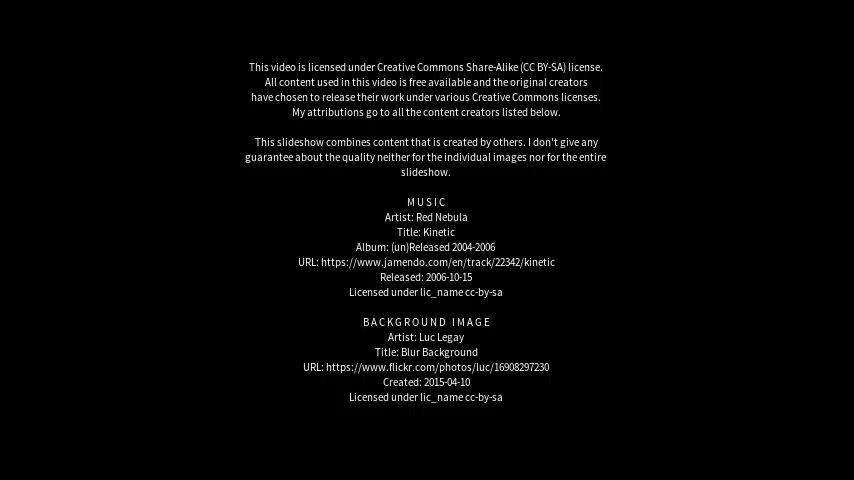 This video is licensed under Creative Commons Share-Alike (CC BY-SA) license.
All content used in this video is free available and the original creators
have chosen to release their work under various Creative Commons licenses.
My attributions go to all the content creators listed below.
This slideshow combines content that is created by others. I don't give any
guarantee about the quality neither for the individual images nor for the entire
slideshow.
MUSIC
Artist: Red Nebula
Title: Kinetic
Album: (un)Released 2004-2006
URL: https://www.jamendo.com/en/track/22342/kinetic
Released: 2006-10-15
Licensed under lic_name cc-by-sa
BACKGROUND IMAGE
Artist: Luc Legay
Title: Blur Background
URL: https://www.flickr.com/photos/luc/16908297230
Created: 2015-04-10
Licensed under lic_name cc-by-sa